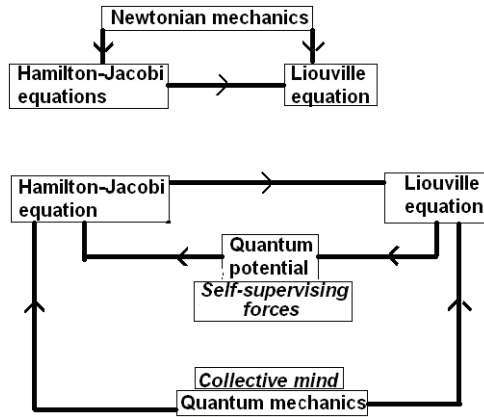 Newtonian mechanics
Hamilton-Jacobi
equations
Liouville
equation
Hamilton-Jacobi
equation
Liouville
equation
Quantum
potential
Self-supervising
forces
Collective mind
Quantum mechanics